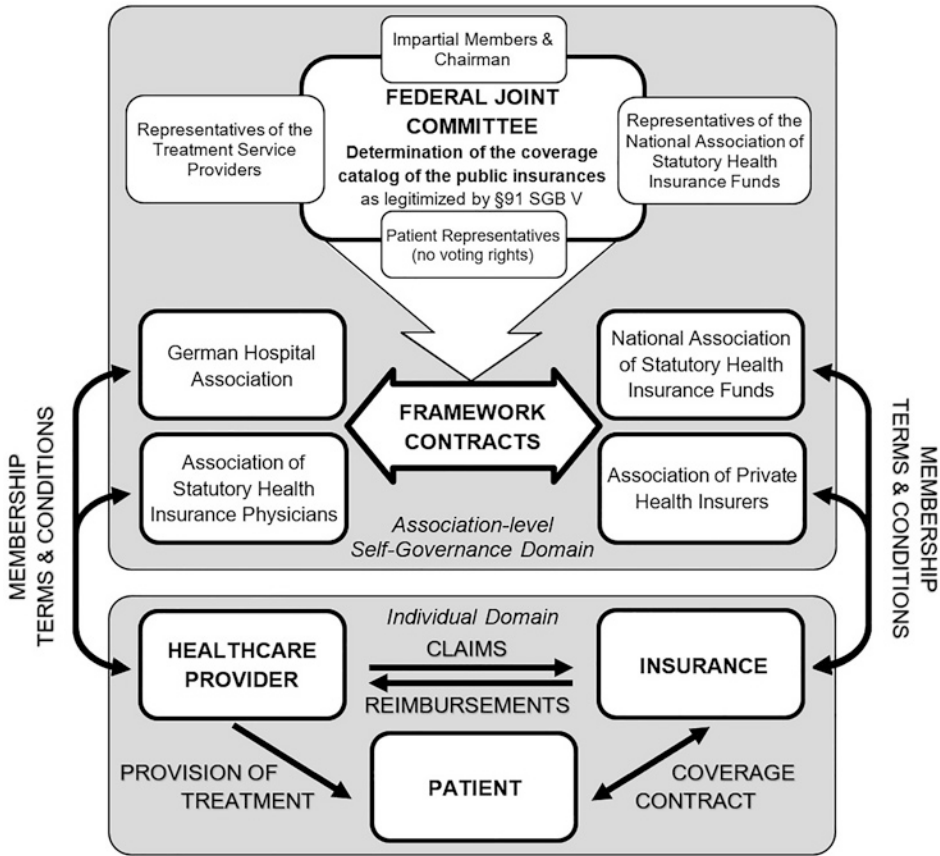 Impartial Members &
Chairman
FEDERAL JOINT
COMMITTEE
Determination of the coverage
catalog of the public insurances
as legitimized by §91 SGB V
Representatives of the
Treatment Service
Providers
Representatives of the
National Association of
Statutory Health
Insurance Funds
Patient Representatives
(no voting rights)
German Hospital
Association
National Association
of Statutory Health
Insurance Funds
FRAMEWORK
CONTRACTS
Association of
Statutory Health
Insurance Physicians
Association of Private
Health Insurers
Association-level
Self-Governance Domain
MEMBERSHIP
TERMS & CONDITIONS
MEMBERSHIP
TERMS & CONDITIONS
Individual Domain
HEALTHCARE
PROVIDER
CLAIMS
REIMBURSEMENTS
INSURANCE
PROVISION OF
TREATMENT
PATIENT
COVERAGE
CONTRACT